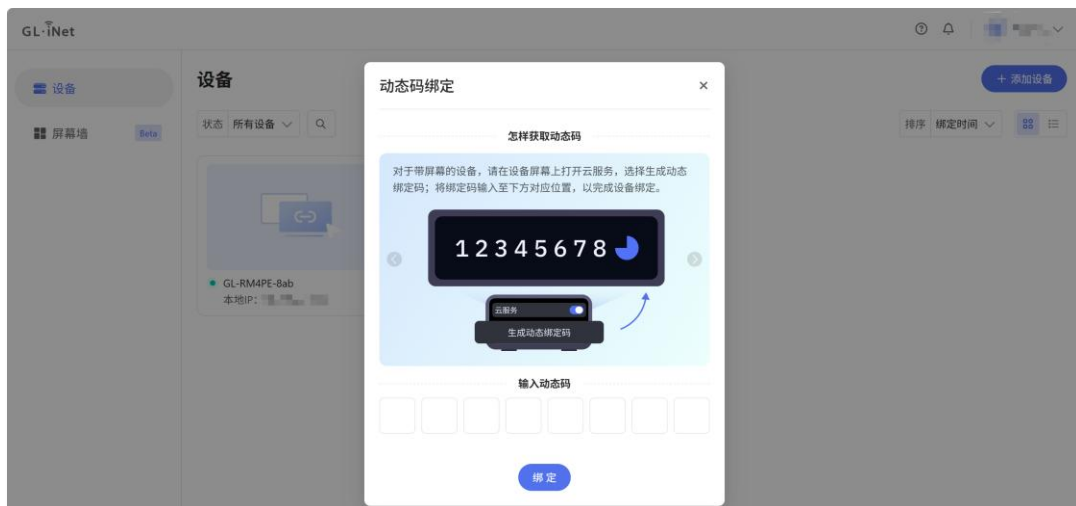 GL·iNet
设备
屏幕墙 Beta
设备
+ 添加设备
状态 所有设备
排序 绑定时间
GL-RM4PE-8ab
本地IP:
动态码绑定
怎样获取动态码
对于带屏幕的设备，请在设备屏幕上打开云服务，选择生成动态
绑定码；将绑定码输入至下方对应位置，以完成设备绑定。
12345678
云服务
生成动态绑定码
输入动态码
绑 定